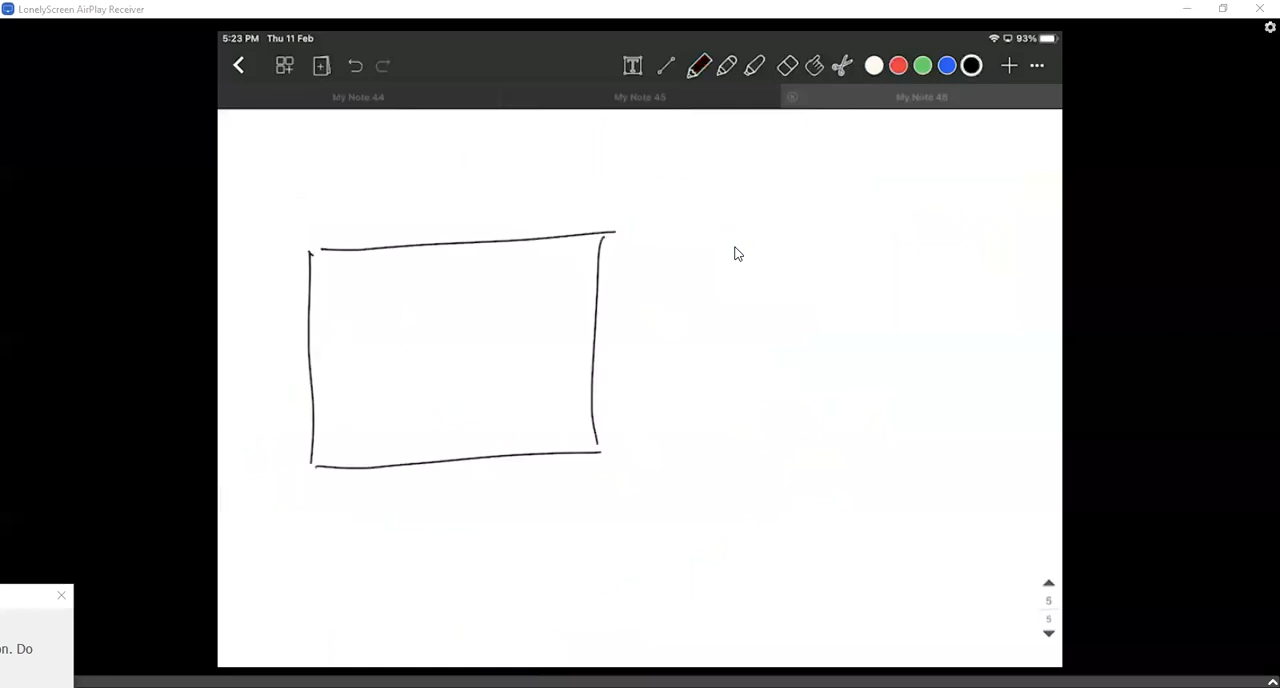 LonelyScreen AirPlay Receiver
5:23 PM Thu 11 Feb
93%
T
My Note 44
My Note 45
My Note 46
5
5
on. Do